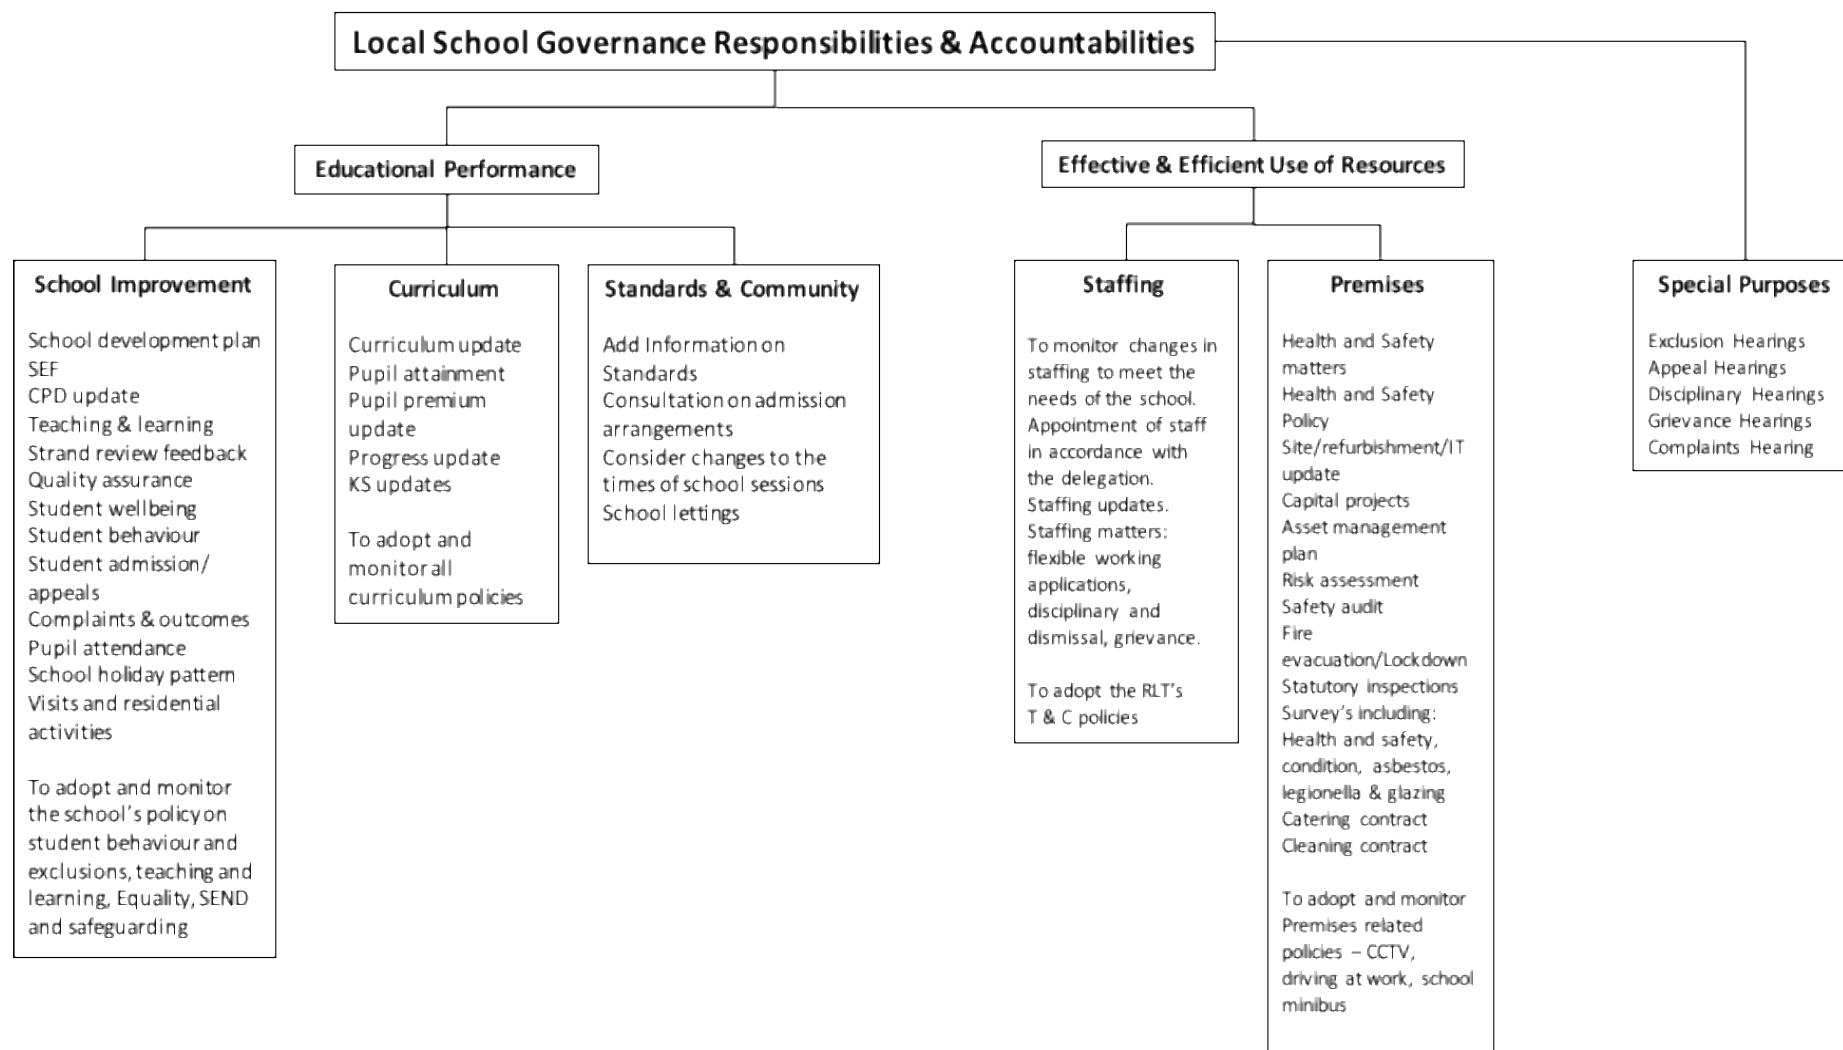 Local School Governance Responsibilities & Accountabilities
Educational Performance
Effective & Efficient Use of Resources
School Improvement
School development plan
SEF
CPD update
Teaching & learning
Strand review feedback
Quality assurance
Student wellbeing
Student behaviour
Student admission/
appeals
Complaints & outcomes
Pupil attendance
School holiday pattern
Visits and residential
activities
To adopt and monitor
the school's policy on
student behaviour and
exclusions, teaching and
learning, Equality, SEND
and safeguarding
Curriculum
Curriculum update
Pupil attainment
Pupil premium
update
Progress update
KS updates
To adopt and
monitor all
curriculum policies
Standards & Community
Add Information on
Standards
Consultation on admission
arrangements
Consider changes to the
times of school sessions
School lettings
Staffing
To monitor changes in
staffing to meet the
needs of the school.
Appointment of staff
in accordance with
the delegation.
Staffing updates.
Staffing matters:
flexible working
applications,
disciplinary and
dismissal, grievance.
To adopt the RLT's
T & C policies
Premises
Health and Safety
matters
Health and Safety
Policy
Site/refurbishment/IT
update
Capital projects
Asset management
plan
Risk assessment
Safety audit
Fire
evacuation/Lockdown
Statutory inspections
Survey's including:
Health and safety,
condition, asbestos,
legionella & glazing
Catering contract
Cleaning contract
To adopt and monitor
Premises related
policies – CCTV,
driving at work, school
minibus
Special Purposes
Exclusion Hearings
Appeal Hearings
Disciplinary Hearings
Grievance Hearings
Complaints Hearing